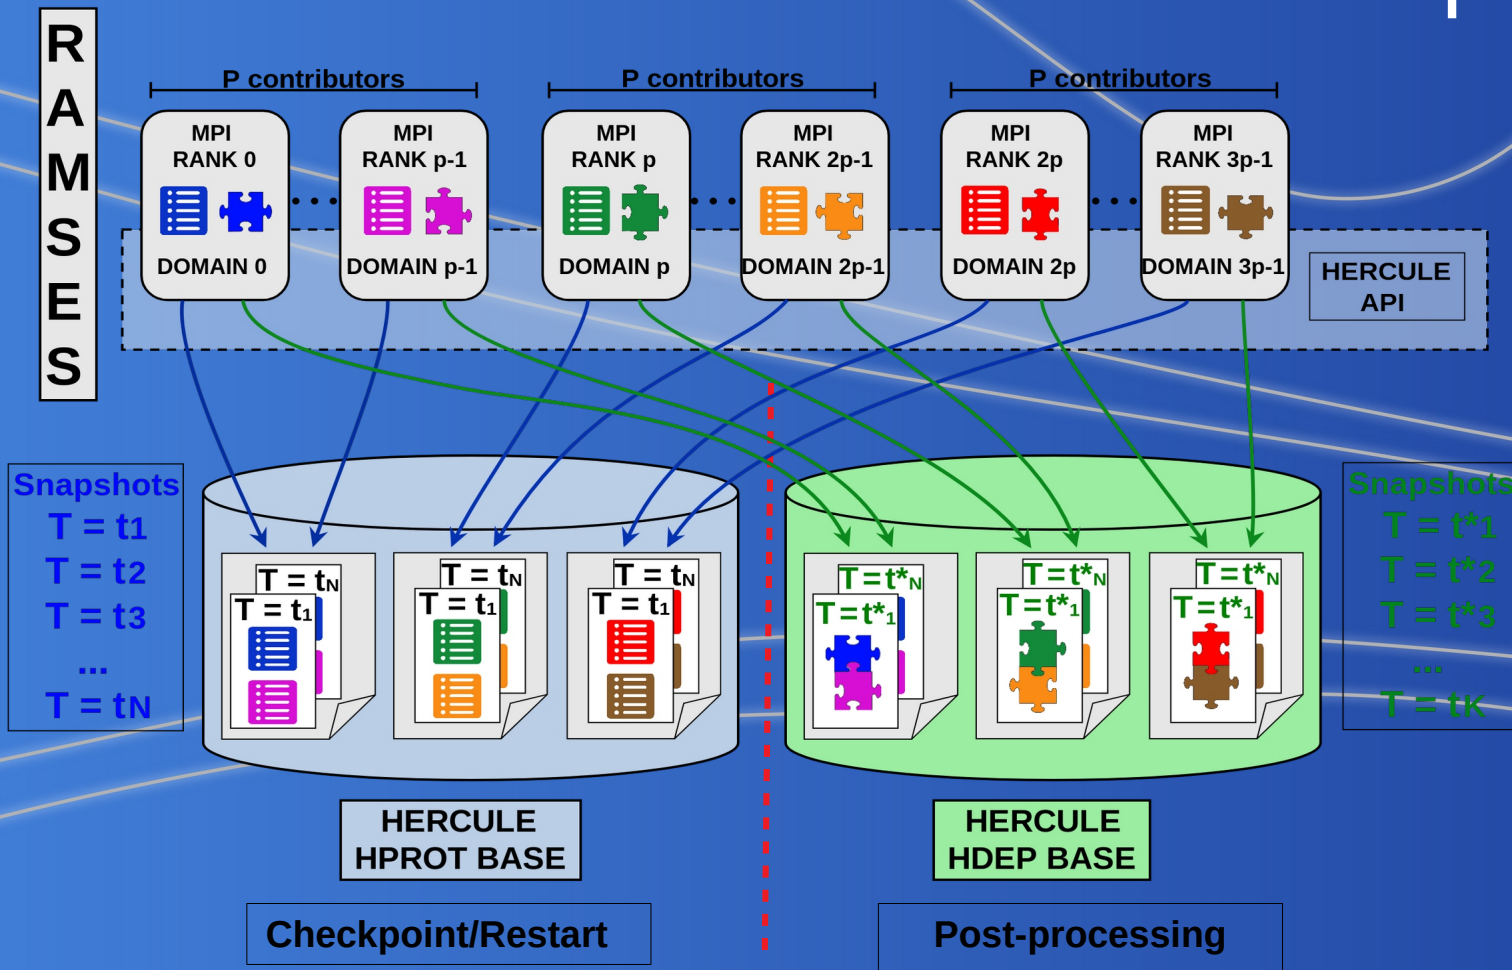 RAMSES
P contributors
P contributors
P contributors
MPI
RANK 0
DOMAIN 0
MPI
RANK p-1
DOMAIN p-1
MPI
RANK p
DOMAIN p
MPI
RANK 2p-1
DOMAIN 2p-1
MPI
RANK 2p
DOMAIN 2p
MPI
RANK 3p-1
DOMAIN 3p-1
HERCULE
API
Snapshots
T = t1
T = t2
T = t3
...
T = tN
T = tN
T = t1
T = tN
T = t1
T = tN
T = t1
T = t*N
T = t*1
T = t*N
T = t*1
T = t*N
T = t*1
Snapshots
T = t*1
T = t*2
T = t*3
...
T = tK
HERCULE
HPROT BASE
HERCULE
HDEP BASE
Checkpoint/Restart
Post-processing